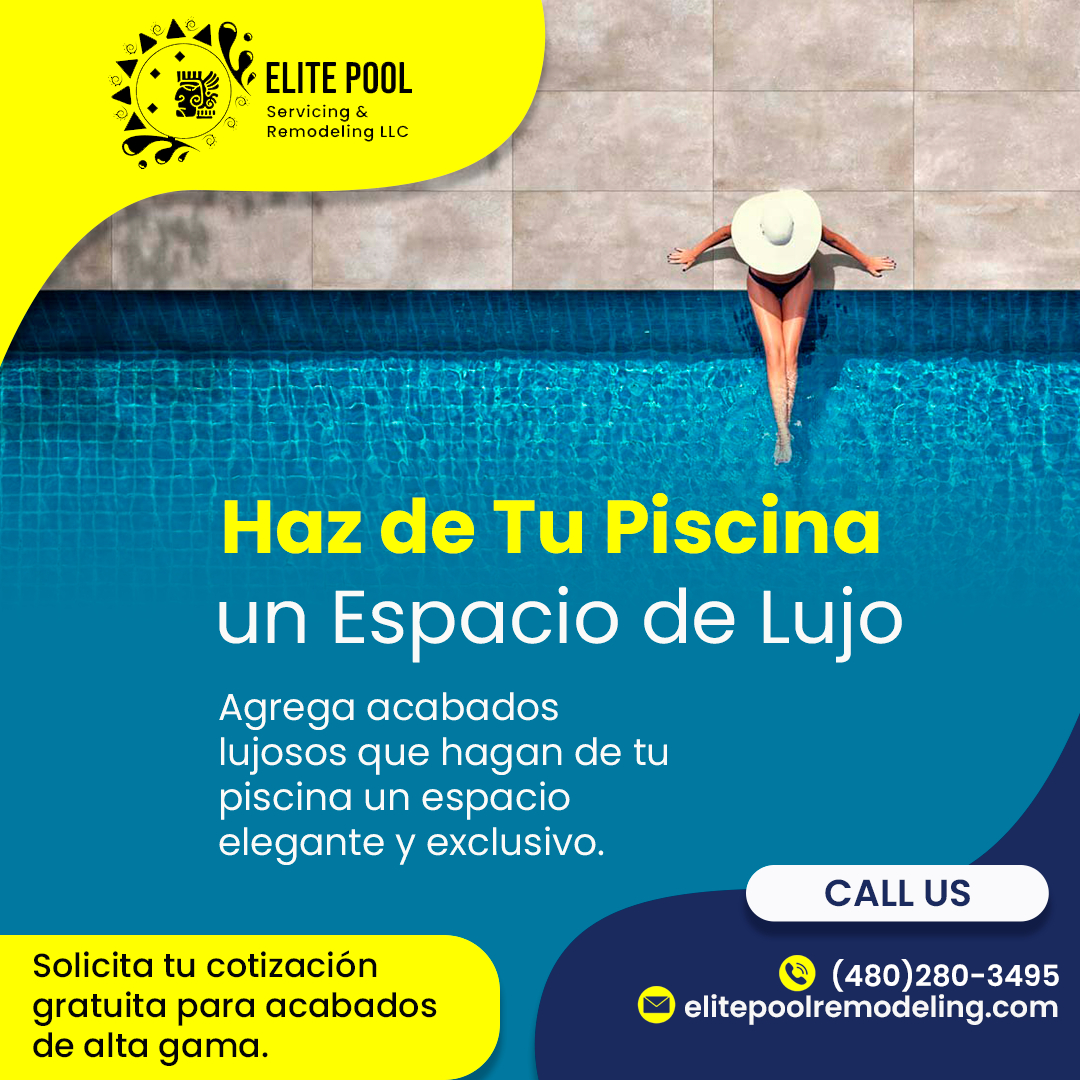 ELITE POOL
Servicing &
Remodeling LLC
Haz de Tu Piscina
un Espacio de Lujo
Agrega acabados
lujosos que hagan de tu
piscina un espacio
elegante y exclusivo.
Solicita tu cotización
gratuita para acabados
de alta gama.
CALL US
(480)280-3495
elitepoolremodeling.com